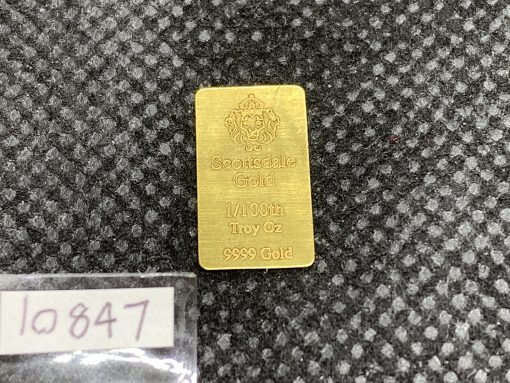 Scottsdale
Gold
1/100th
Troy Oz
.9999 Gold
10847